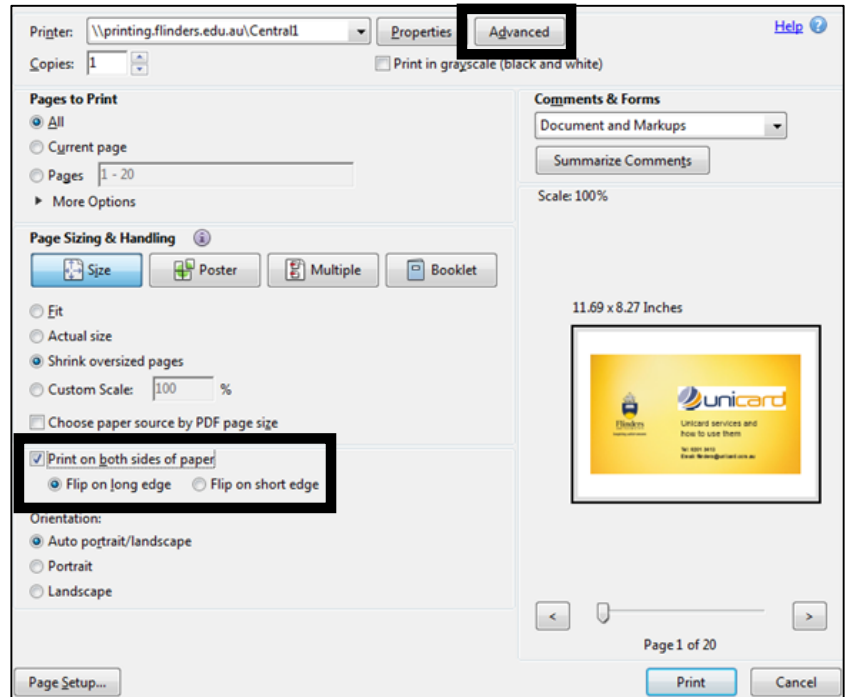 Printer: \\printing.flinders.edu.au\Central1 Properties Advanced Help
Copies: 1 Print in grayscale (black and white)
Pages to Print
All
Current page
Pages 1 - 20
More Options
Comments & Forms
Document and Markups
Summarize Comments
Scale: 100%
Page Sizing & Handling
Size Poster Multiple Booklet
Fit
Actual size
Shrink oversized pages
Custom Scale: 100 %
Choose paper source by PDF page size
Print on both sides of paper
Flip on long edge Flip on short edge
Orientation:
Auto portrait/landscape
Portrait
Landscape
11.69 x 8.27 Inches
Flinders
unicard
Unicard services and
how to use them
< >
Page 1 of 20
Page Setup... Print Cancel